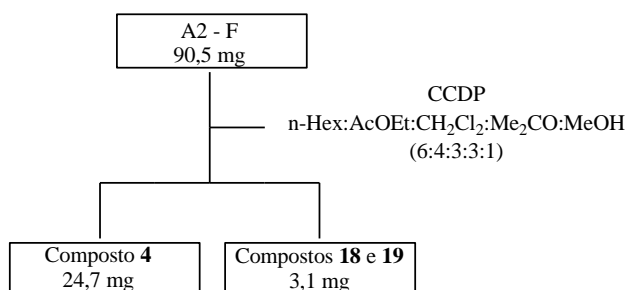 A2 - F
90,5 mg
CCDP
n-Hex:AcOEt:CH₂Cl₂:Me₂CO:MeOH
(6:4:3:3:1)
Composto 4
24,7 mg
Compostos 18 e 19
3,1 mg